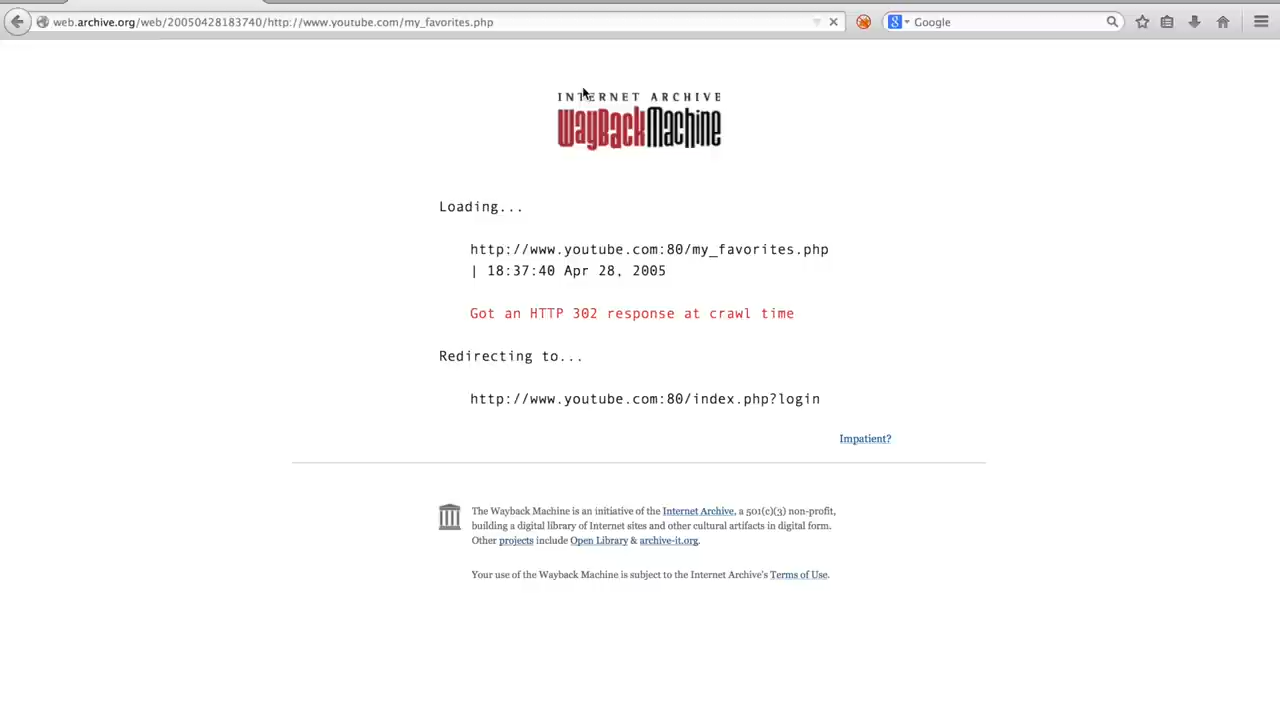 web.archive.org/web/20050428183740/http://www.youtube.com/my_favorites.php
Google
INTERNET ARCHIVE
WayBackMachine
Loading...
http://www.youtube.com:80/my_favorites.php
| 18:37:40 Apr 28, 2005
Got an HTTP 302 response at crawl time
Redirecting to...
http://www.youtube.com:80/index.php?login
Impatient?
The Wayback Machine is an initiative of the Internet Archive, a 501(c)(3) non-profit,
building a digital library of Internet sites and other cultural artifacts in digital form.
Other projects include Open Library & archive-it.org.
Your use of the Wayback Machine is subject to the Internet Archive's Terms of Use.